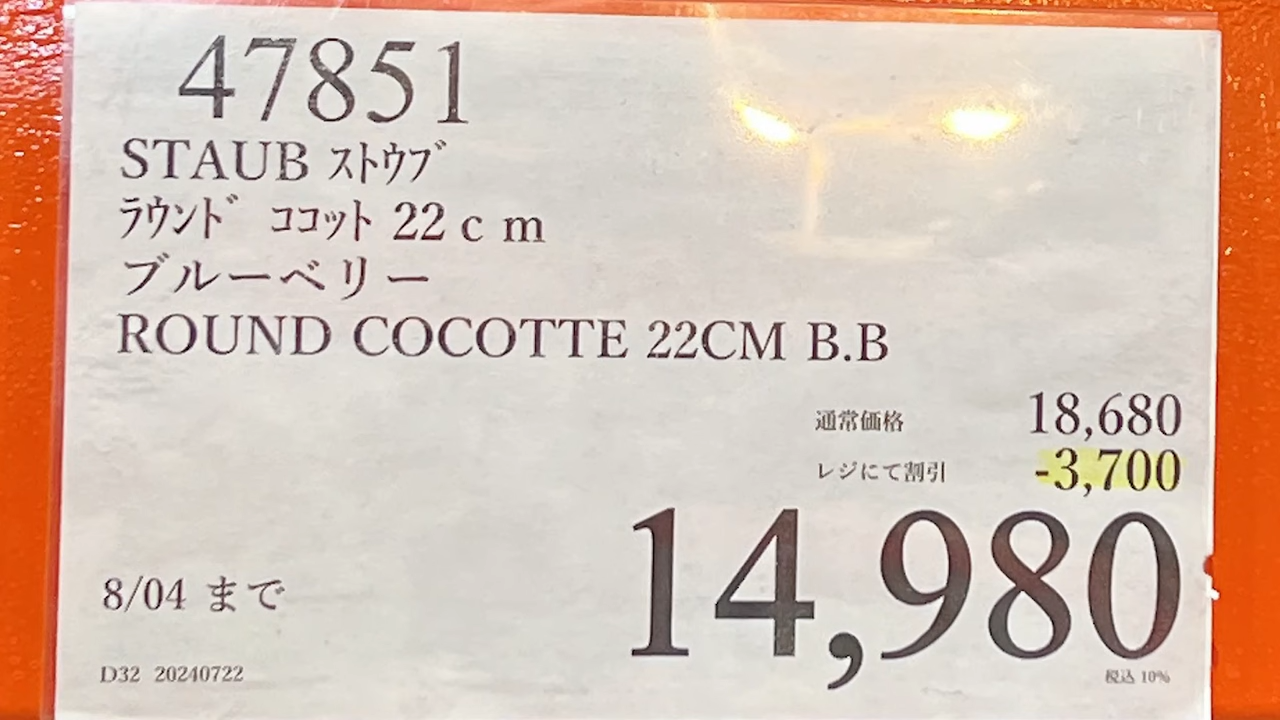 47851
STAUB ｽﾄｳﾌﾞ
ﾗｳﾝﾄﾞ ｺｺｯﾄ 22ｃｍ
ブルーベリー
ROUND COCOTTE 22CM B.B
通常価格 18,680
レジにて割引 -3,700
14,980
8/04 まで
D32 20240722
税込 10%